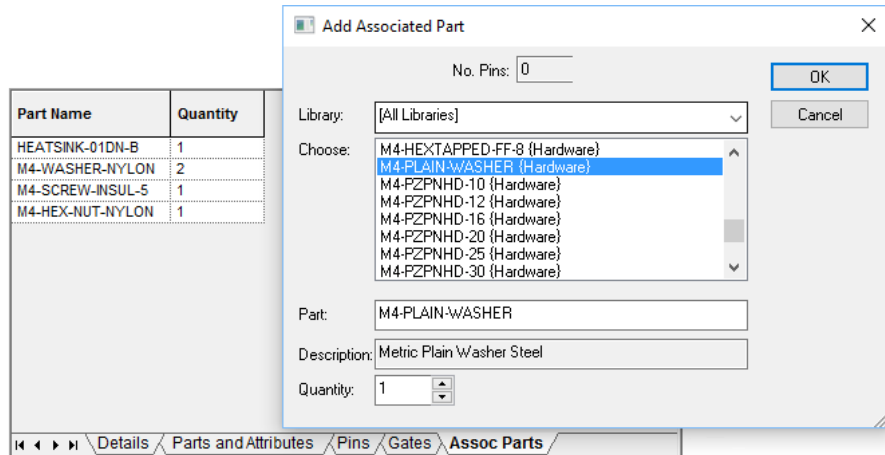 Add Associated Part
No. Pins: 0
OK
Library: [All Libraries]
Cancel
Choose: M4-HEXTAPPED-FF-8 {Hardware}
M4-PLAIN-WASHER {Hardware}
M4-PZPNHD-10 {Hardware}
M4-PZPNHD-12 {Hardware}
M4-PZPNHD-16 {Hardware}
M4-PZPNHD-20 {Hardware}
M4-PZPNHD-25 {Hardware}
M4-PZPNHD-30 {Hardware}
Part: M4-PLAIN-WASHER
Description: Metric Plain Washer Steel
Quantity: 1
Part Name Quantity
HEATSINK-01DN-B 1
M4-WASHER-NYLON 2
M4-SCREW-INSUL-5 1
M4-HEX-NUT-NYLON 1
Details Parts and Attributes Pins Gates Assoc Parts